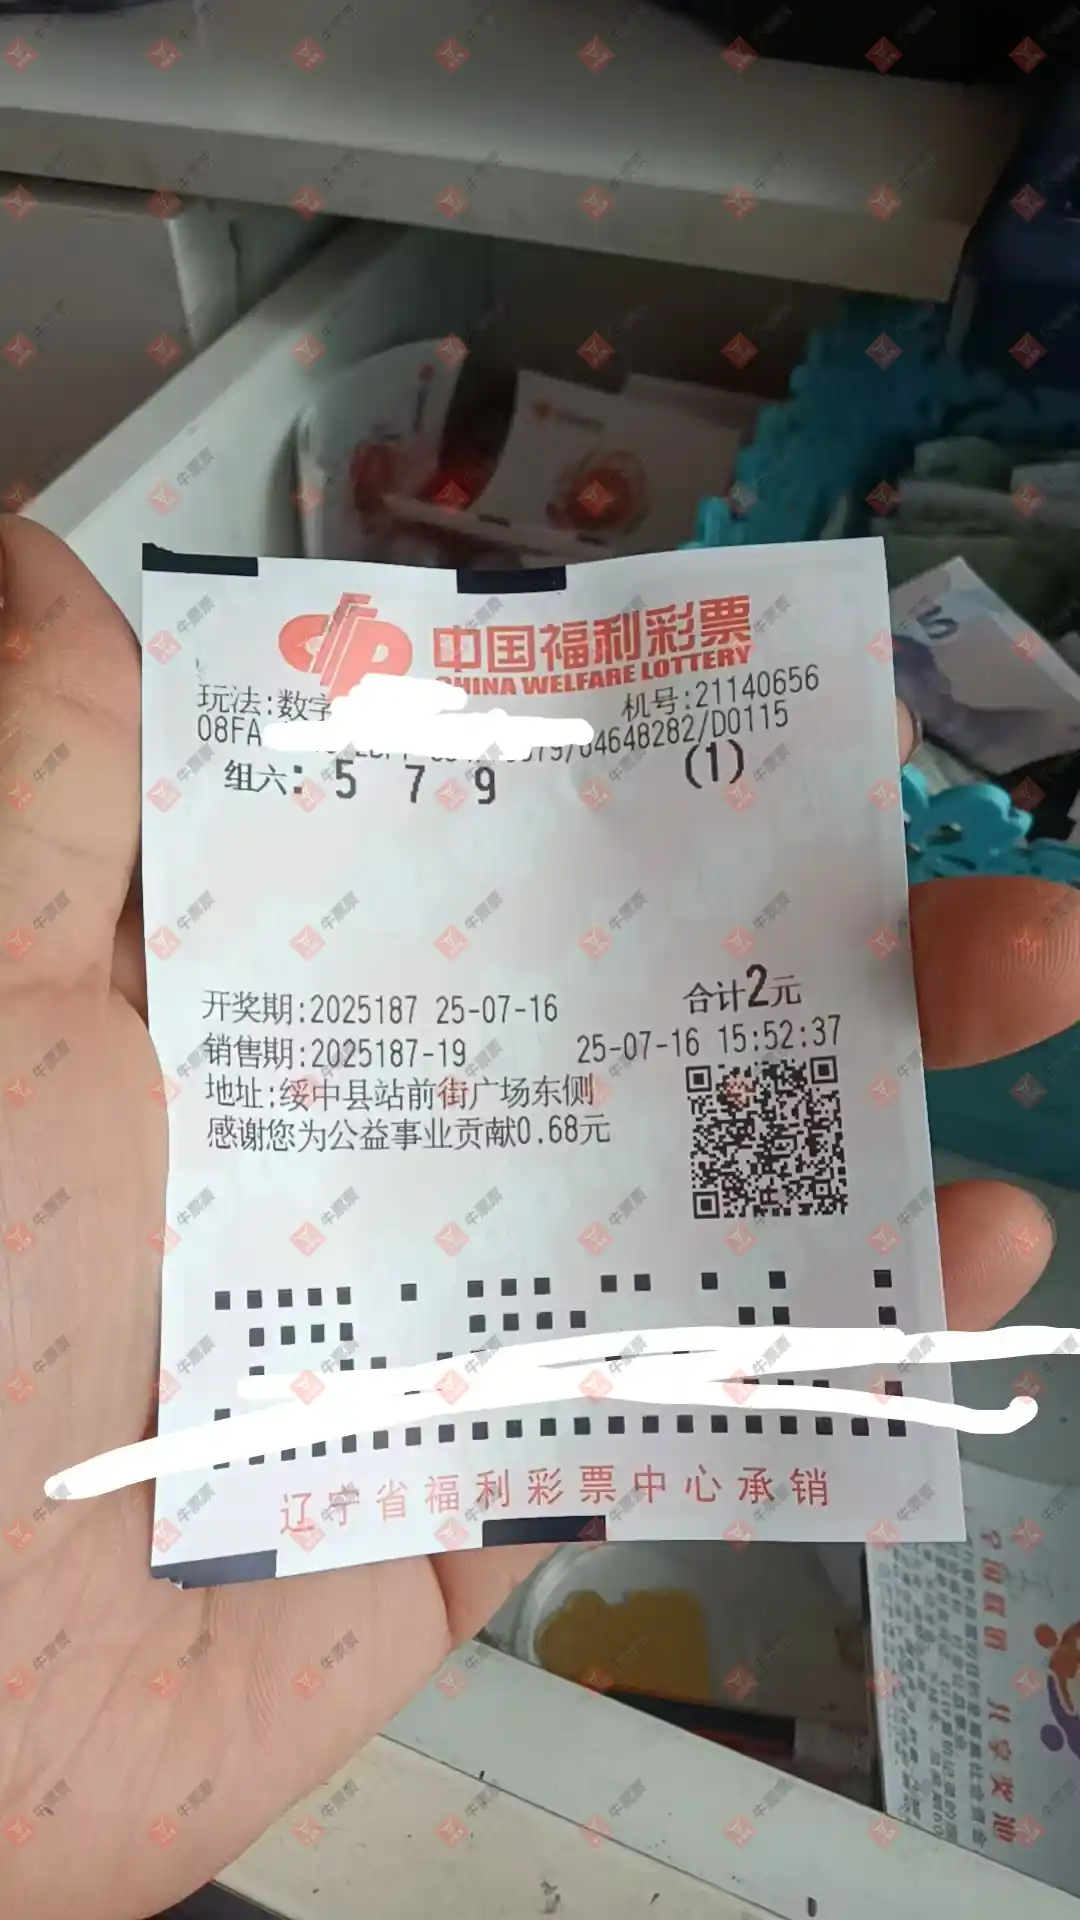 中国福利彩票
CHINA WELFARE LOTTERY
玩法:数字
机号:21140656
08FA
04648282/D0115
组六: 5 7 9 (1)
开奖期:2025187 25-07-16 合计2元
销售期:2025187-19 25-07-16 15:52:37
地址:绥中县站前街广场东侧
感谢您为公益事业贡献0.68元
辽宁省福利彩票中心承销
牛票票